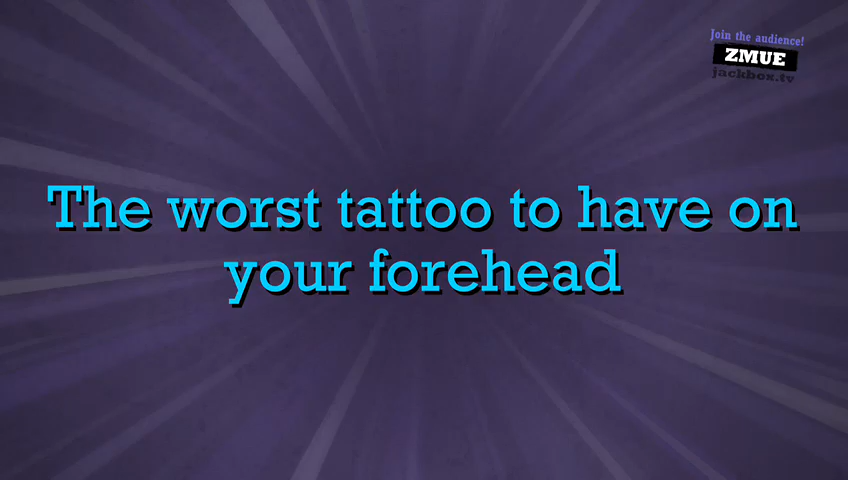 Join the audience!
ZMUE
jackbox.tv
The worst tattoo to have on
your forehead